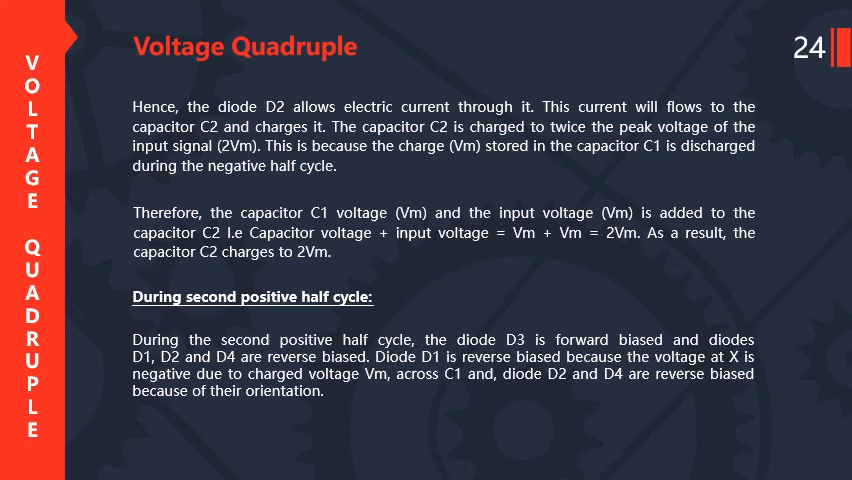 VOLTAGE QUADRUPLE
Voltage Quadruple
24
Hence, the diode D2 allows electric current through it. This current will flows to the
capacitor C2 and charges it. The capacitor C2 is charged to twice the peak voltage of the
input signal (2Vm). This is because the charge (Vm) stored in the capacitor C1 is discharged
during the negative half cycle.
Therefore, the capacitor C1 voltage (Vm) and the input voltage (Vm) is added to the
capacitor C2 I.e Capacitor voltage + input voltage = Vm + Vm = 2Vm. As a result, the
capacitor C2 charges to 2Vm.
During second positive half cycle:
During the second positive half cycle, the diode D3 is forward biased and diodes
D1, D2 and D4 are reverse biased. Diode D1 is reverse biased because the voltage at X is
negative due to charged voltage Vm, across C1 and, diode D2 and D4 are reverse biased
because of their orientation.